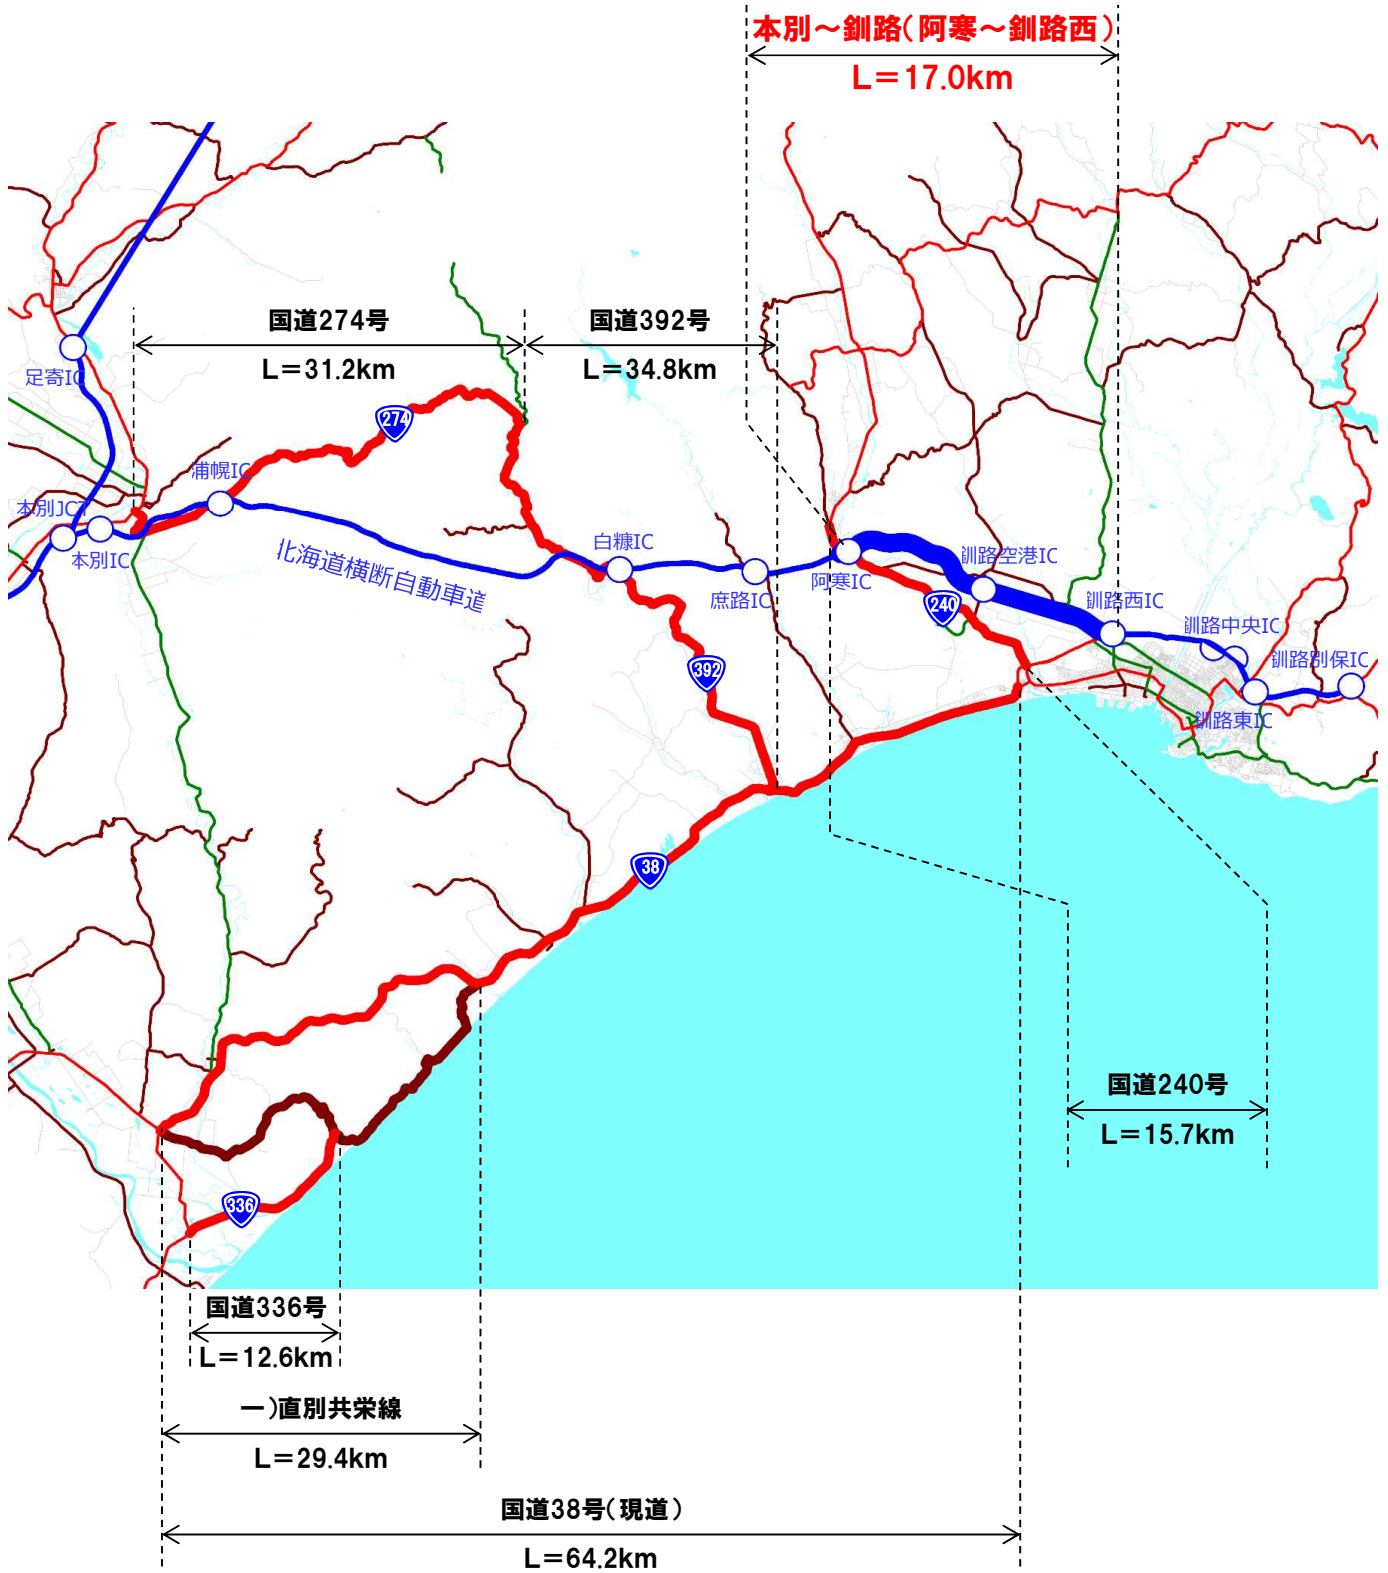 本別～釧路(阿寒～釧路西)
L＝17.0km
国道274号
L＝31.2km
国道392号
L＝34.8km
足寄IC
274
浦幌IC
本別JCT
本別IC
北海道横断自動車道
白糠IC
庶路IC
阿寒IC
釧路空港IC
240
釧路西IC
釧路中央IC
釧路別保IC
釧路東IC
392
38
国道240号
L＝15.7km
336
国道336号
L＝12.6km
一)直別共栄線
L＝29.4km
国道38号(現道)
L＝64.2km